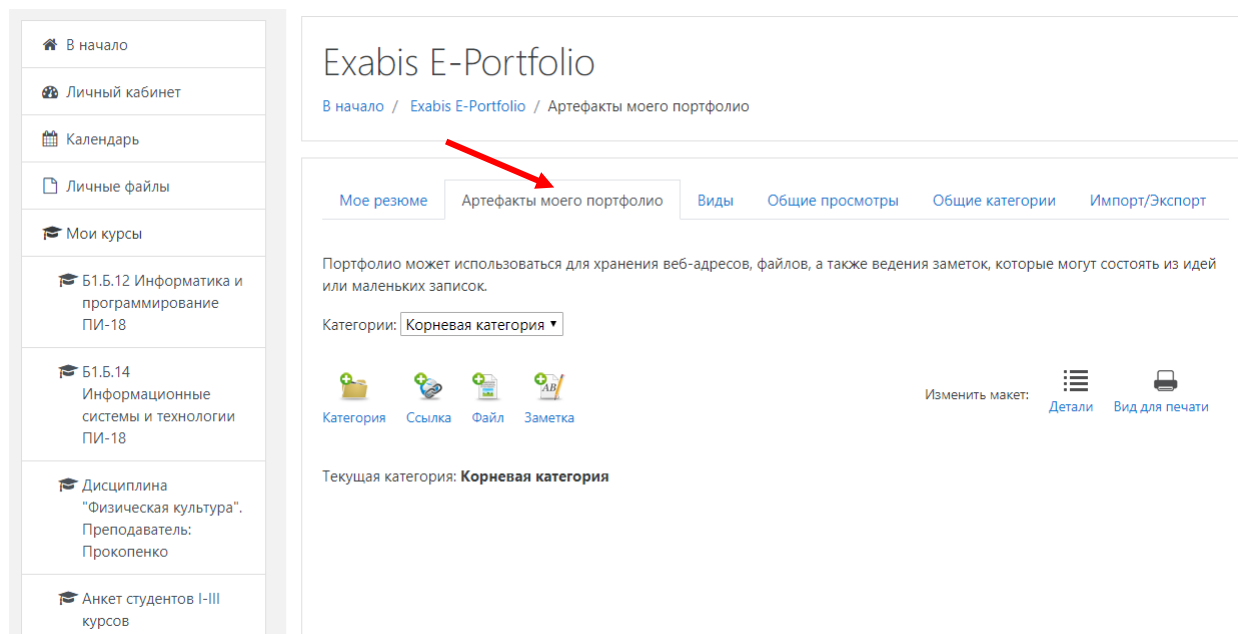 В начало
Личный кабинет
Календарь
Личные файлы
Мои курсы
Б1.Б.12 Информатика и
программирование
ПИ-18
Б1.Б.14
Информационные
системы и технологии
ПИ-18
Дисциплина
"Физическая культура".
Преподаватель:
Прокопенко
Анкет студентов I-III
курсов
Exabis E-Portfolio
В начало / Exabis E-Portfolio / Артефакты моего портфолио
Мое резюме Артефакты моего портфолио Виды Общие просмотры Общие категории Импорт/Экспорт
Портфолио может использоваться для хранения веб-адресов, файлов, а также ведения заметок, которые могут состоять из идей
или маленьких записок.
Категории: Корневая категория
AB
Категория Ссылка Файл Заметка
Изменить макет: Детали Вид для печати
Текущая категория: Корневая категория